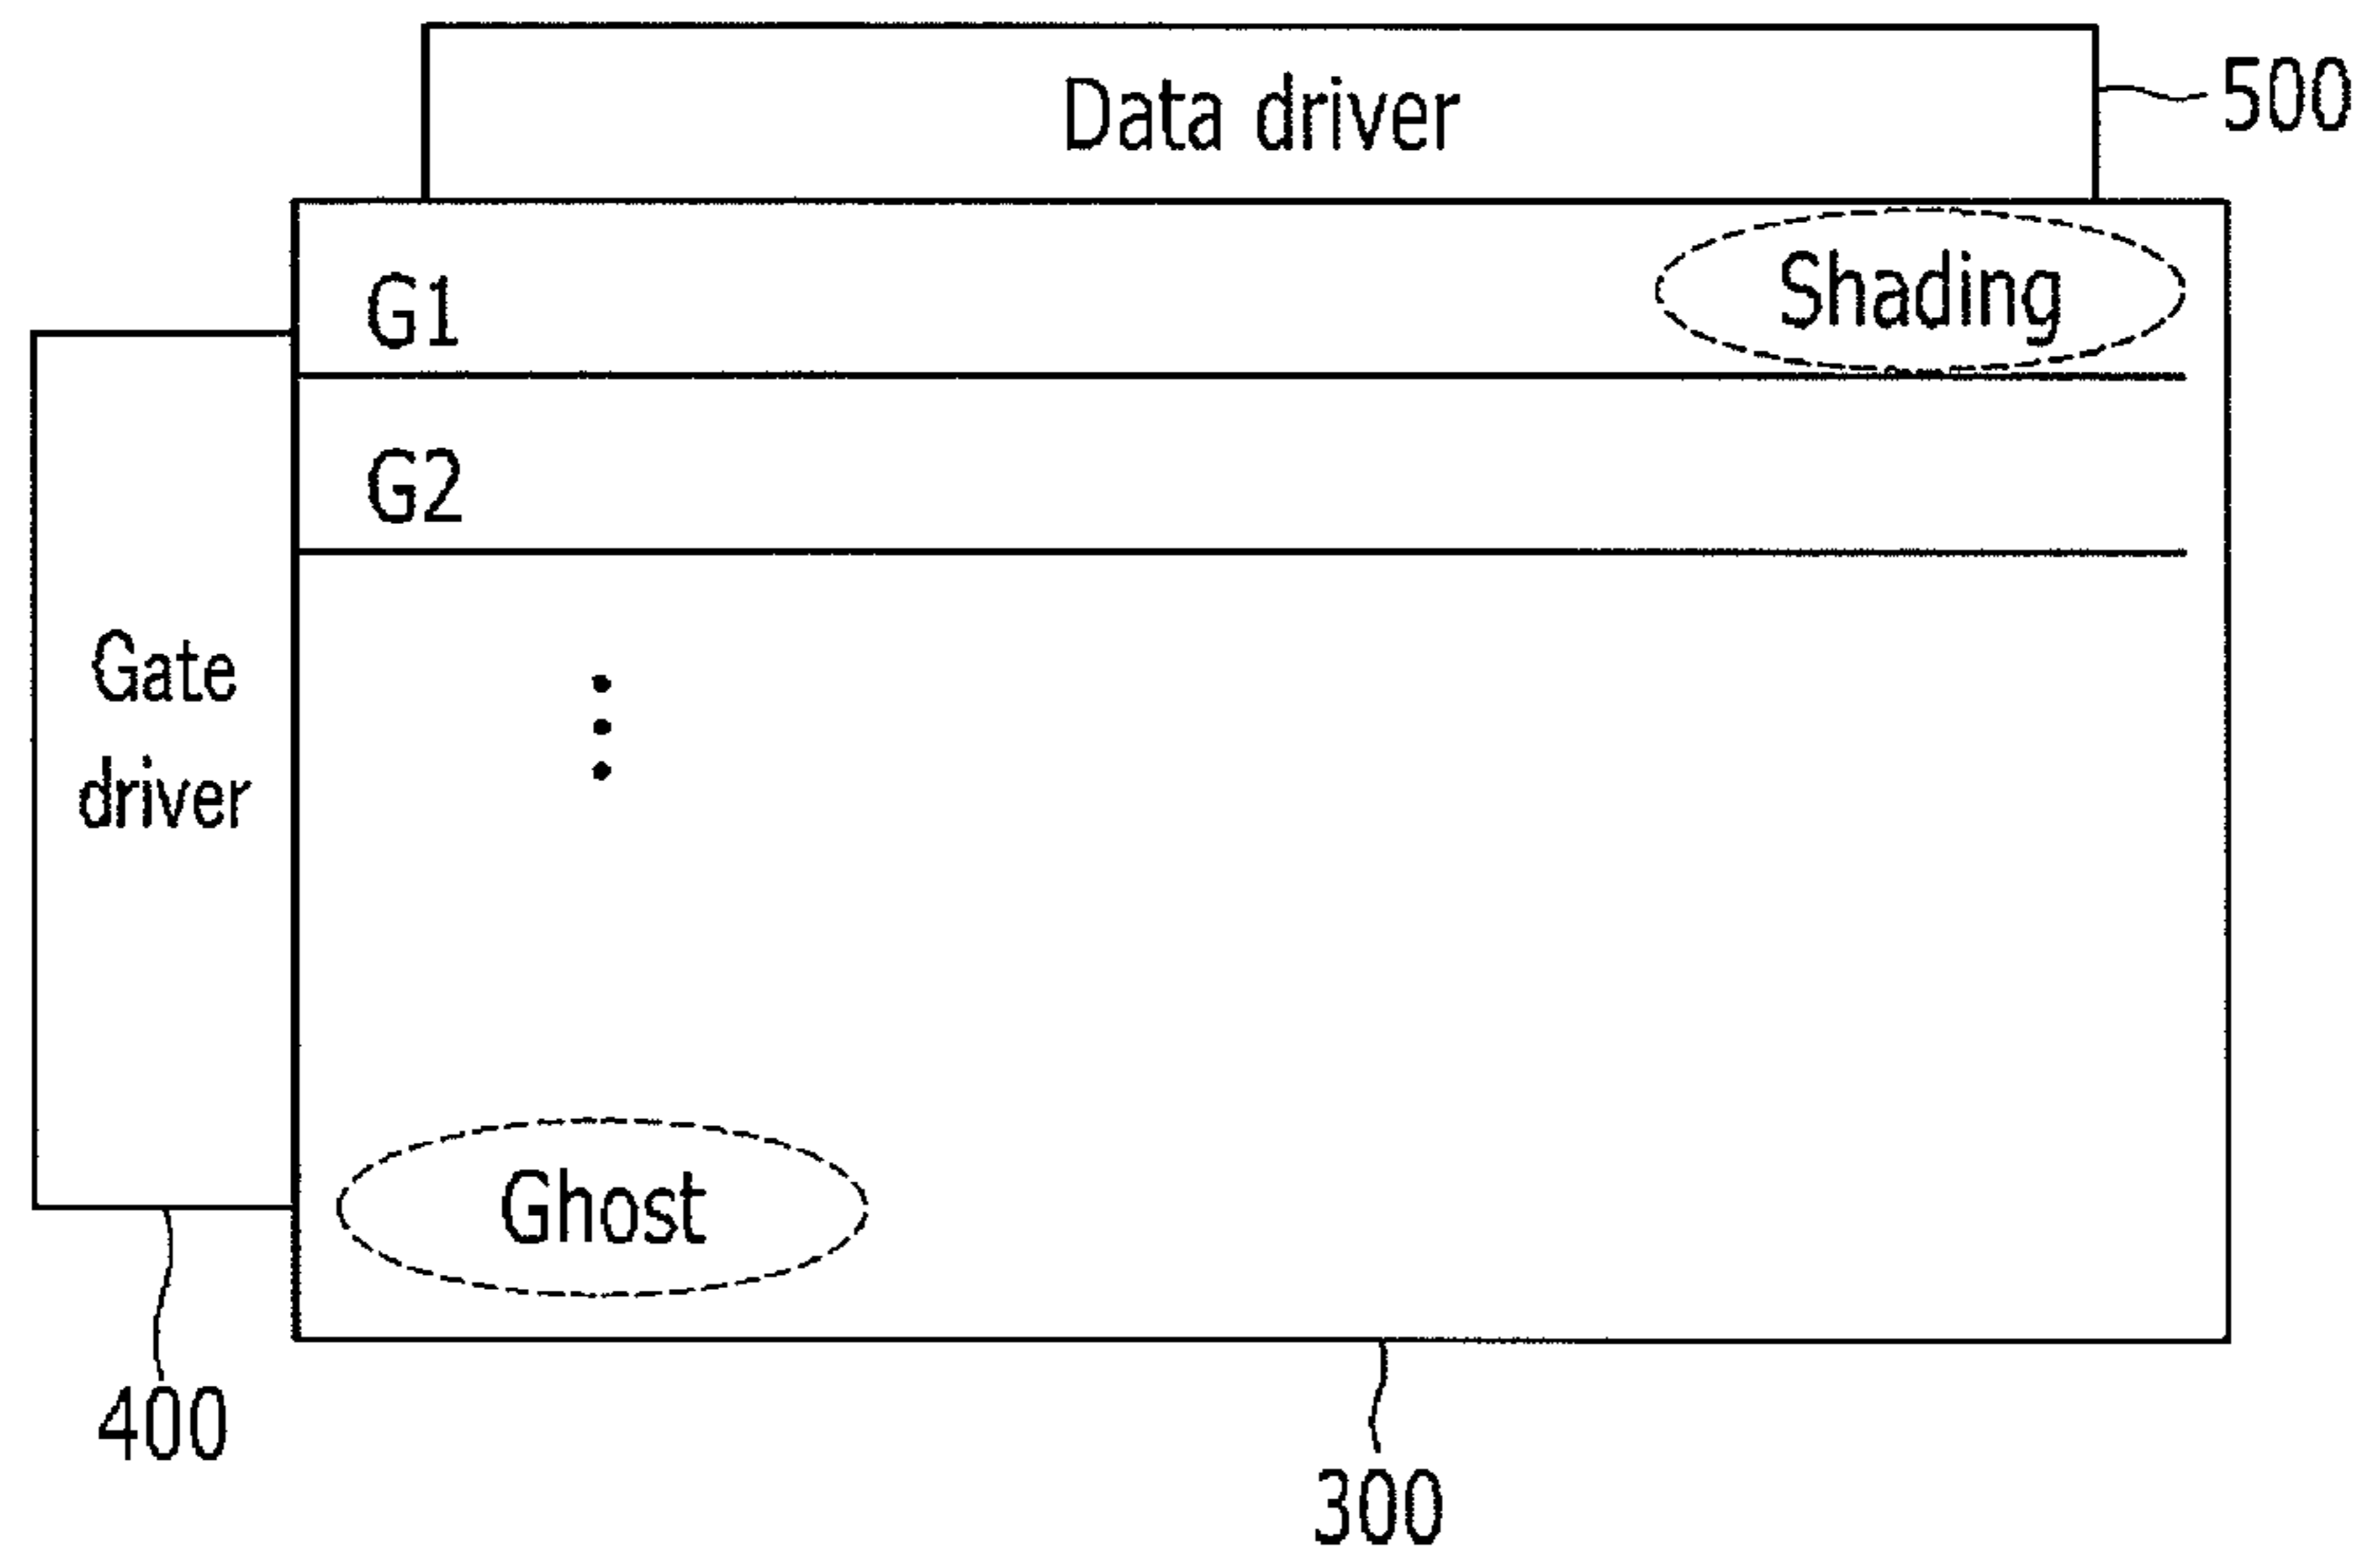 Data driver
500
Shading
G1
G2
Gate
driver
Ghost
400
300